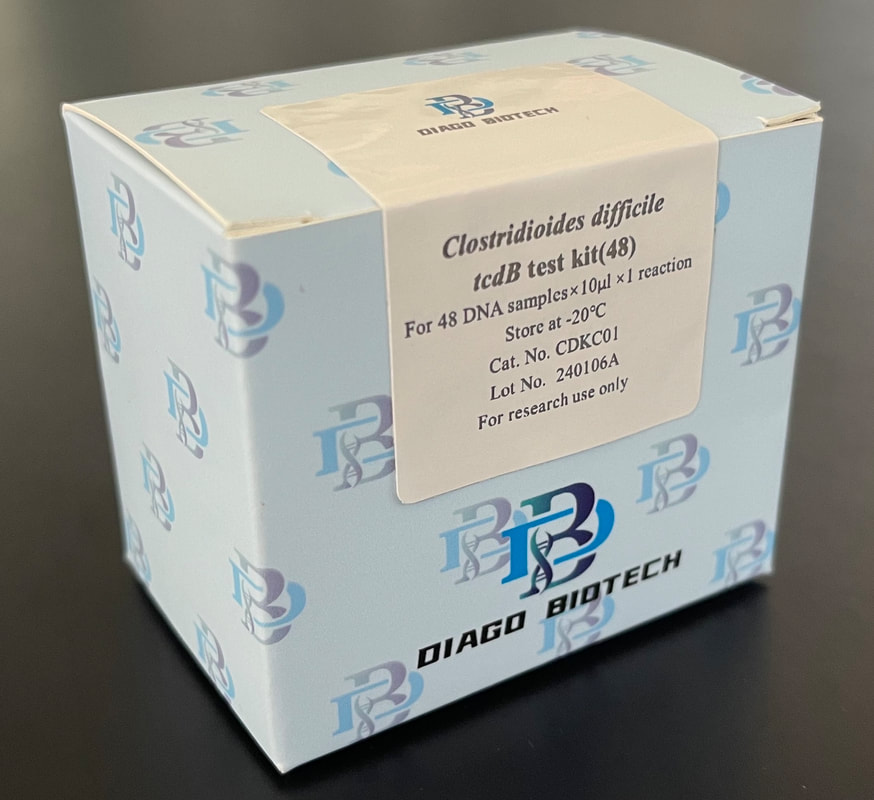 DIAGO BIOTECH
Clostridioides difficile
tcdB test kit(48)
For 48 DNA samples×10μl ×1 reaction
Store at -20℃
Cat. No. CDKC01
Lot No. 240106A
For research use only
DIAGO BIOTECH